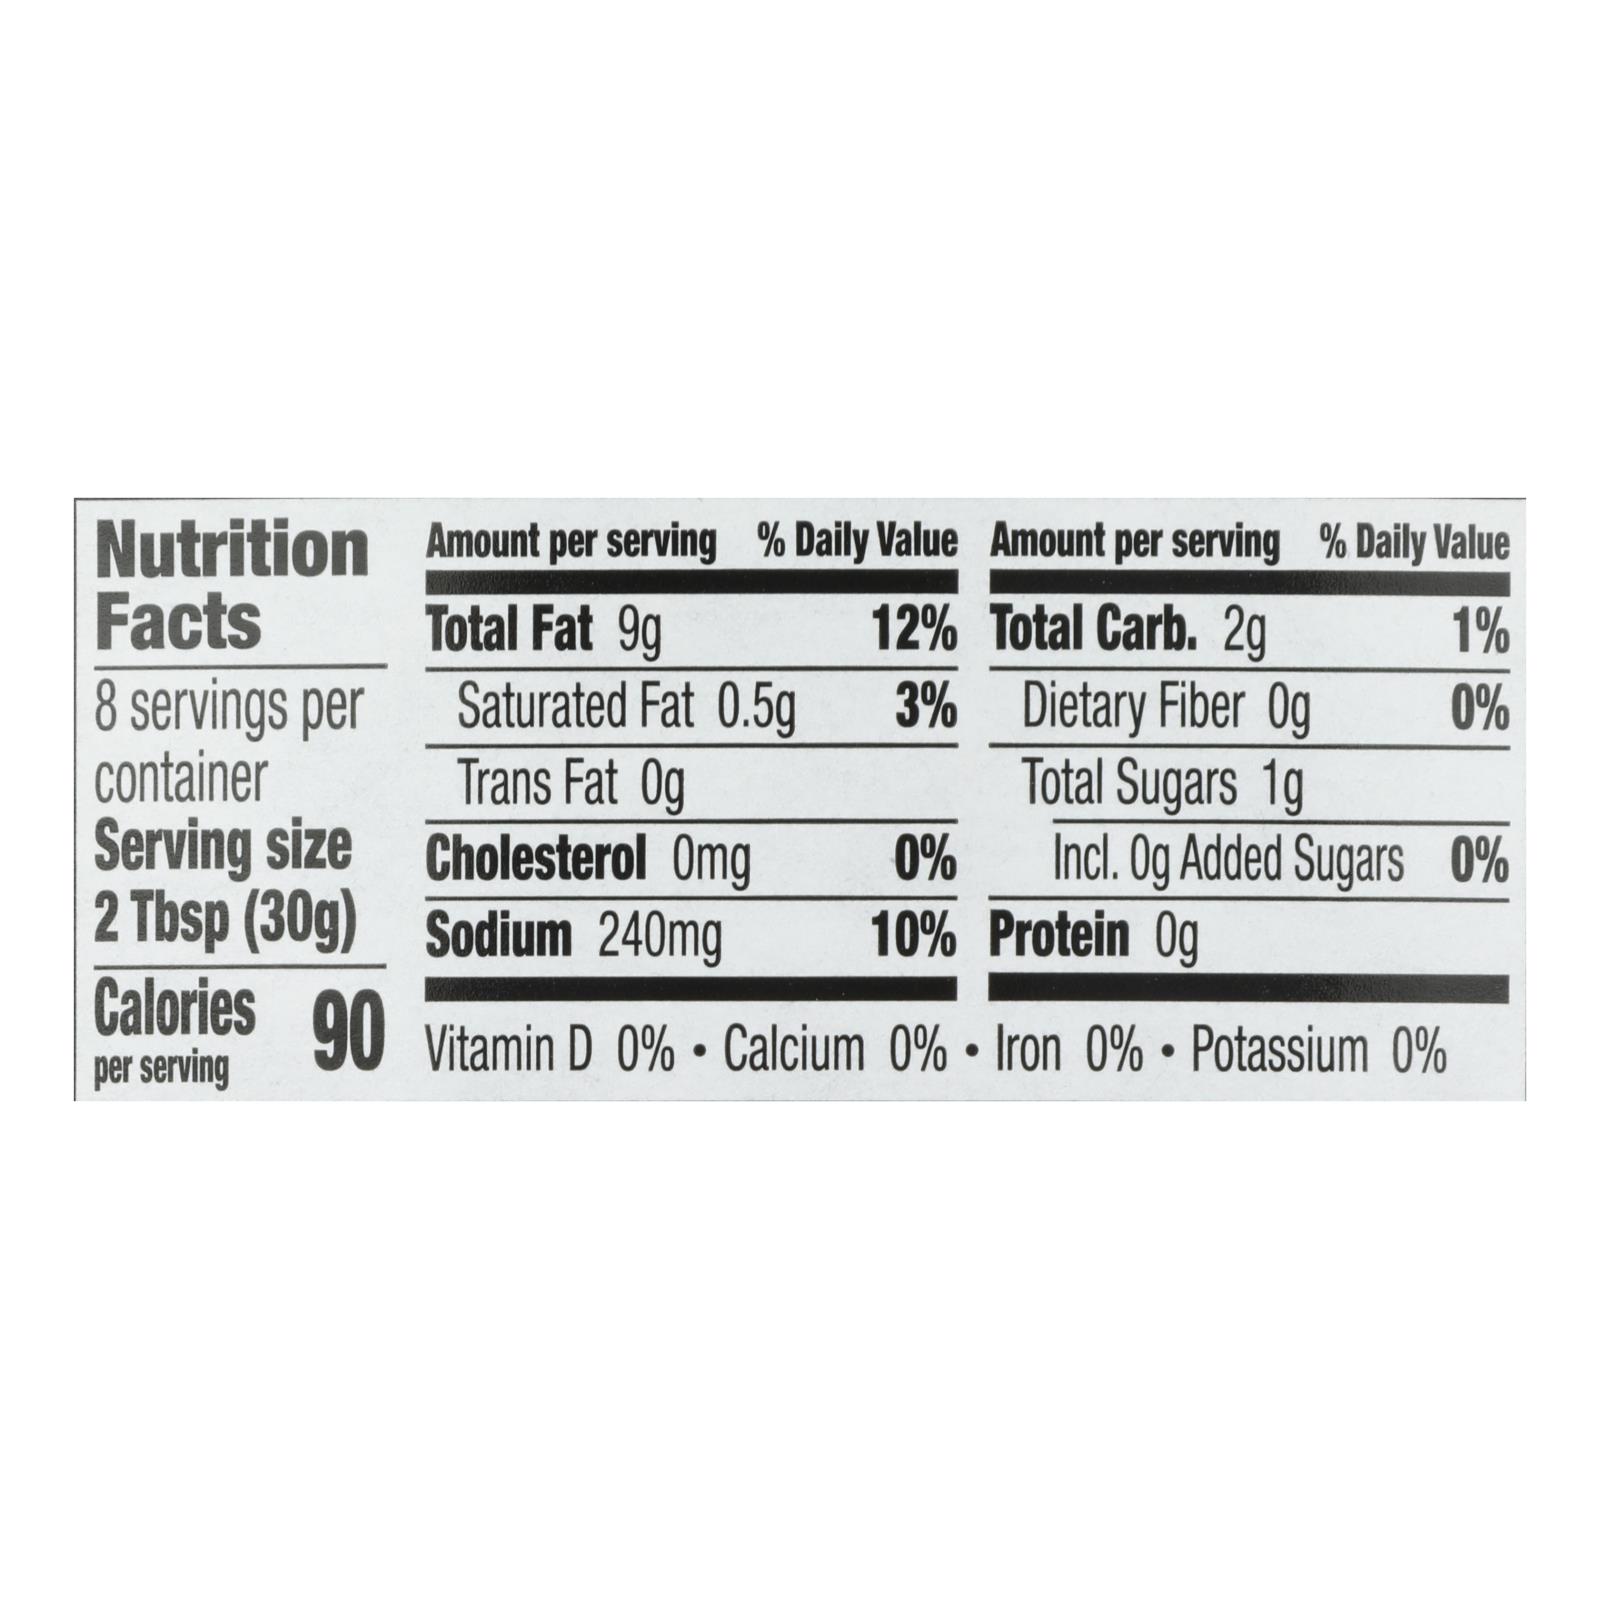 Nutrition
Facts
8 servings per
container
Serving size
2 Tbsp (30g)
Calories 90
per serving
Amount per serving % Daily Value
Total Fat 9g 12%
Saturated Fat 0.5g 3%
Trans Fat 0g
Cholesterol 0mg 0%
Sodium 240mg 10%
Amount per serving % Daily Value
Total Carb. 2g 1%
Dietary Fiber 0g 0%
Total Sugars 1g
Incl. 0g Added Sugars 0%
Protein 0g
Vitamin D 0% • Calcium 0% • Iron 0% • Potassium 0%